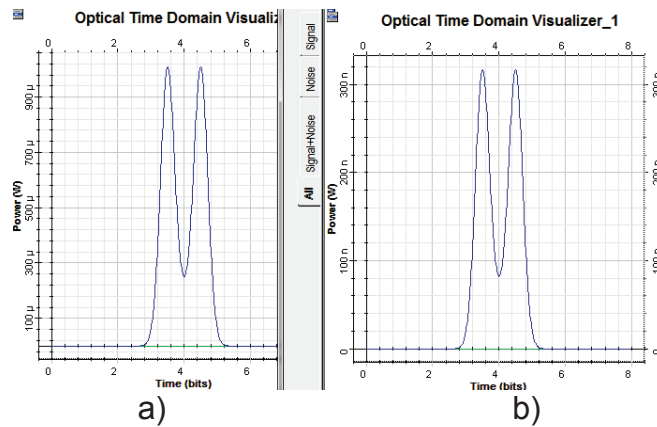 Optical Time Domain Visualiz
0 2 4 6
Power (W)
900 µ
700 µ
500 µ
300 µ
100 µ
0 2 4 6
Time (bits)
a)
Signal
Noise
Signal+Noise
All
Optical Time Domain Visualizer_1
0 2 4 6 8
Power (W)
300 n
200 n
100 n
0
0 2 4 6 8
Time (bits)
b)